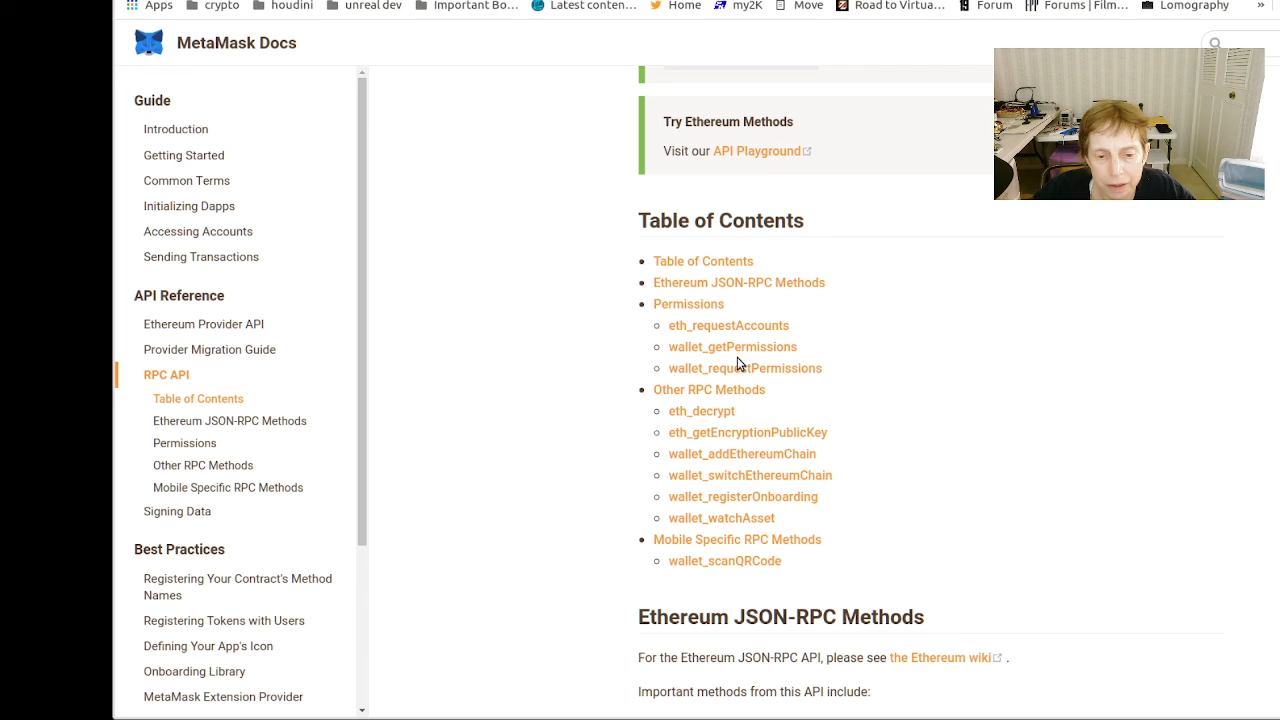 Apps crypto houdini unreal dev Important Bo... Latest conten... Home my2K Move Road to Virtua... Forum Forums | Film... Lomography »
MetaMask Docs
Guide
Introduction
Getting Started
Common Terms
Initializing Dapps
Accessing Accounts
Sending Transactions
API Reference
Ethereum Provider API
Provider Migration Guide
RPC API
Table of Contents
Ethereum JSON-RPC Methods
Permissions
Other RPC Methods
Mobile Specific RPC Methods
Signing Data
Best Practices
Registering Your Contract's Method
Names
Registering Tokens with Users
Defining Your App's Icon
Onboarding Library
MetaMask Extension Provider
Try Ethereum Methods
Visit our API Playground
Table of Contents
Table of Contents
Ethereum JSON-RPC Methods
Permissions
eth_requestAccounts
wallet_getPermissions
wallet_requestPermissions
Other RPC Methods
eth_decrypt
eth_getEncryptionPublicKey
wallet_addEthereumChain
wallet_switchEthereumChain
wallet_registerOnboarding
wallet_watchAsset
Mobile Specific RPC Methods
wallet_scanQRCode
Ethereum JSON-RPC Methods
For the Ethereum JSON-RPC API, please see the Ethereum wiki .
Important methods from this API include: